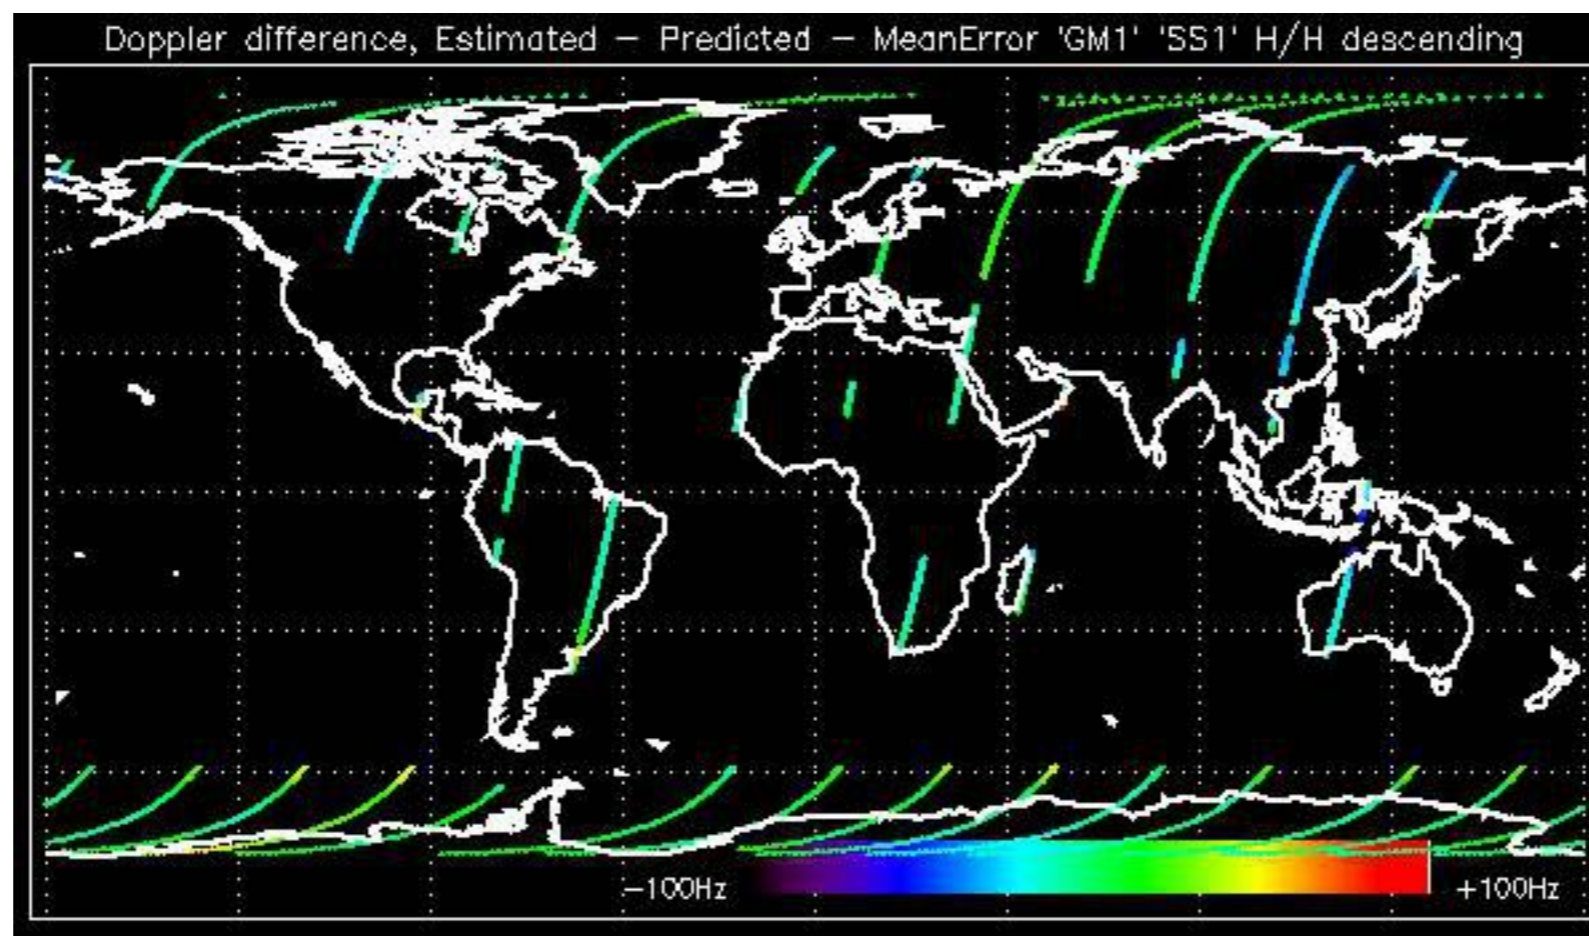 Doppler difference, Estimated – Predicted – MeanError 'GM1' 'SS1' H/H descending
–100Hz +100Hz